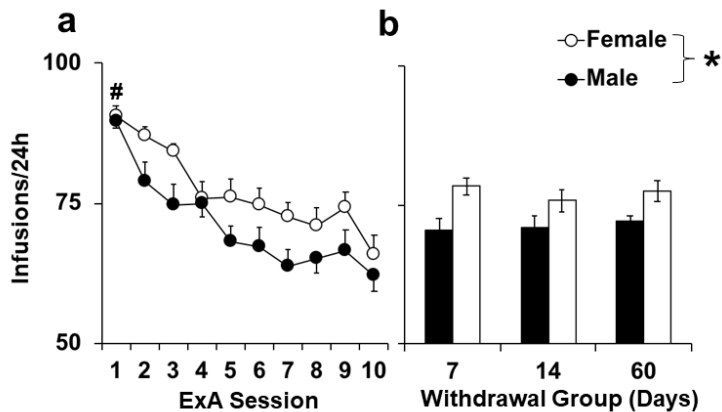 a
b
Female
Male
*
#
100
75
50
Infusions/24h
1 2 3 4 5 6 7 8 9 10
ExA Session
7 14 60
Withdrawal Group (Days)